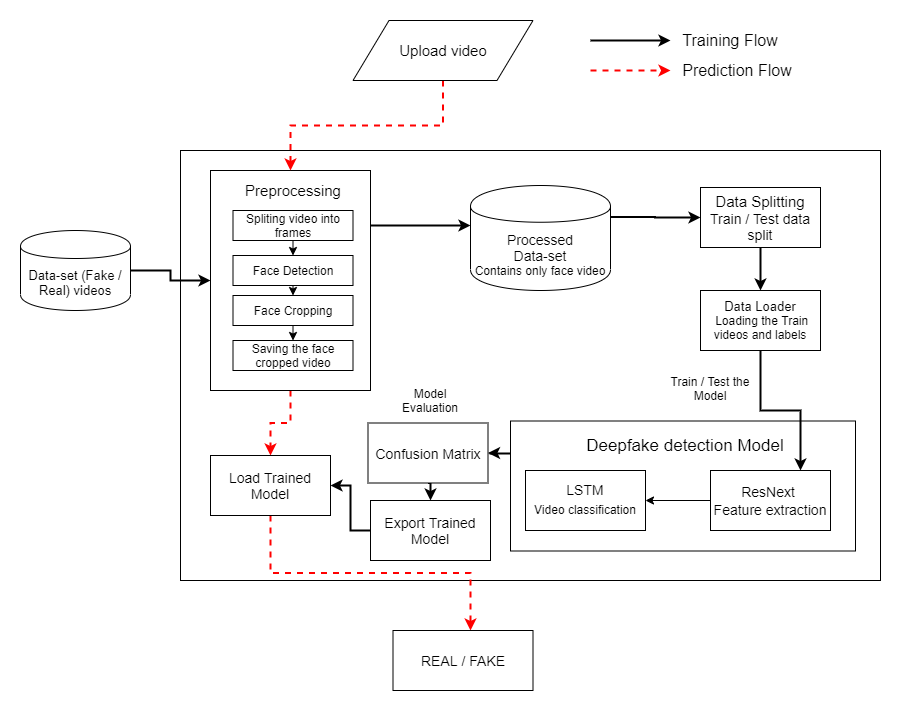 Upload video
Training Flow
Prediction Flow
Preprocessing
Spliting video into
frames
Face Detection
Face Cropping
Saving the face
cropped video
Data-set (Fake /
Real) videos
Processed
Data-set
Contains only face video
Data Splitting
Train / Test data
split
Data Loader
Loading the Train
videos and labels
Train / Test the
Model
Model
Evaluation
Confusion Matrix
Deepfake detection Model
LSTM
Video classification
ResNext
Feature extraction
Load Trained
Model
Export Trained
Model
REAL / FAKE